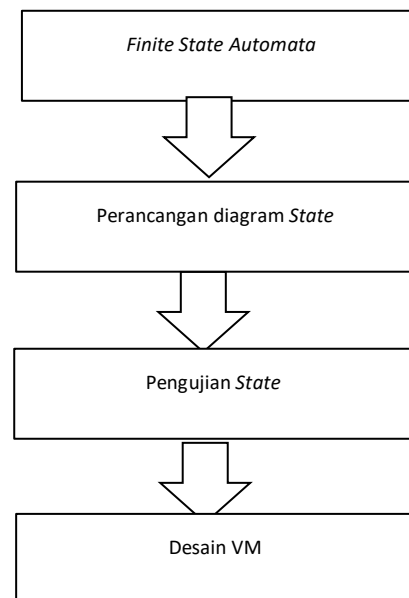 Finite State Automata
Perancangan diagram State
Pengujian State
Desain VM